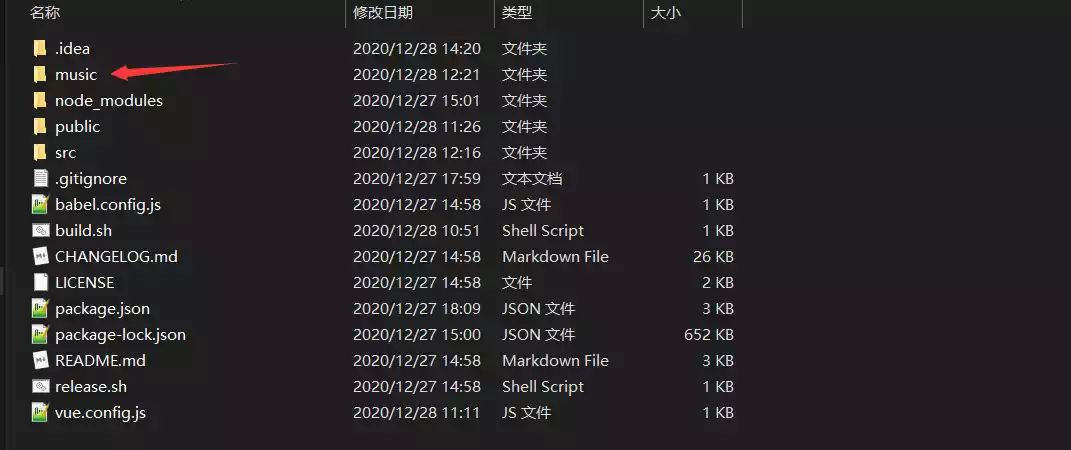 名称 修改日期 类型 大小
.idea 2020/12/28 14:20 文件夹
music 2020/12/28 12:21 文件夹
node_modules 2020/12/27 15:01 文件夹
public 2020/12/28 11:26 文件夹
src 2020/12/28 12:16 文件夹
.gitignore 2020/12/27 17:59 文本文档 1 KB
babel.config.js 2020/12/27 14:58 JS 文件 1 KB
build.sh 2020/12/28 10:51 Shell Script 1 KB
CHANGELOG.md 2020/12/27 14:58 Markdown File 26 KB
LICENSE 2020/12/27 14:58 文件 2 KB
package.json 2020/12/27 18:09 JSON 文件 3 KB
package-lock.json 2020/12/27 15:00 JSON 文件 652 KB
README.md 2020/12/27 14:58 Markdown File 3 KB
release.sh 2020/12/27 14:58 Shell Script 1 KB
vue.config.js 2020/12/28 11:11 JS 文件 1 KB